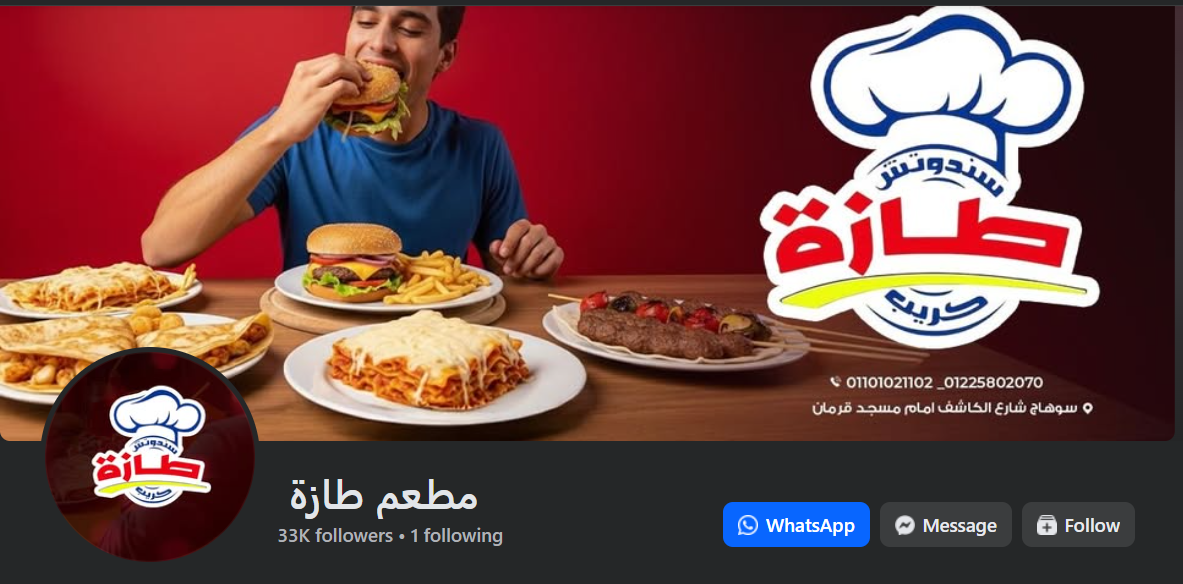 سندوتش
طازة
كريب
01101021102 _01225802070
سوهاج شارع الكاشف امام مسجد قرمان
سندوتش
طازة
كريب
مطعم طازة
33K followers • 1 following
WhatsApp
Message
Follow